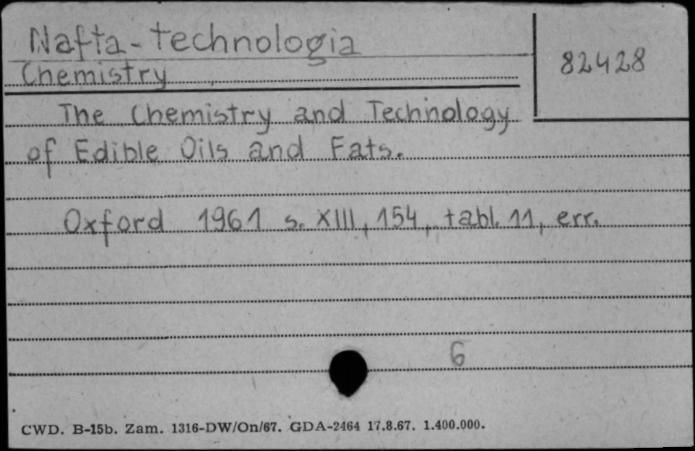 Nafta-technologia
82428
Chemistry
The Chemistry and Technology
of Edible Oils and Fats.
Oxford 1961 s. XIII, 154, tabl. 11, err.
6
CWD. B-15b. Zam. 1316-DW/On/67. GDA-2464 17.8.67. 1.400.000.